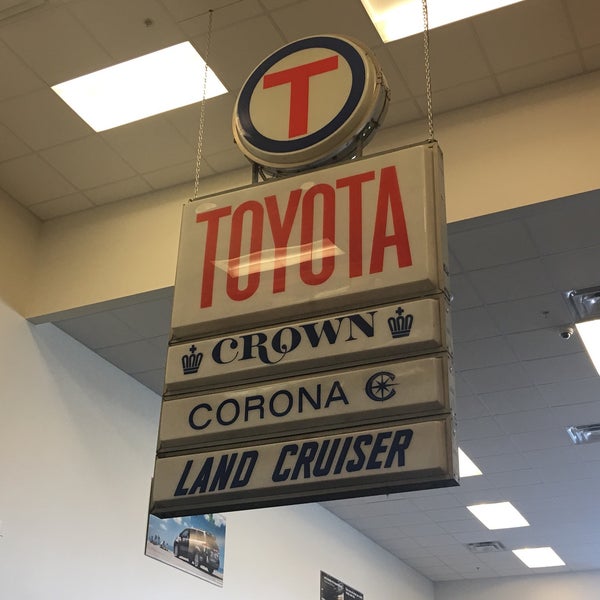 T
TOYOTA
CROWN
CORONA C
LAND CRUISER